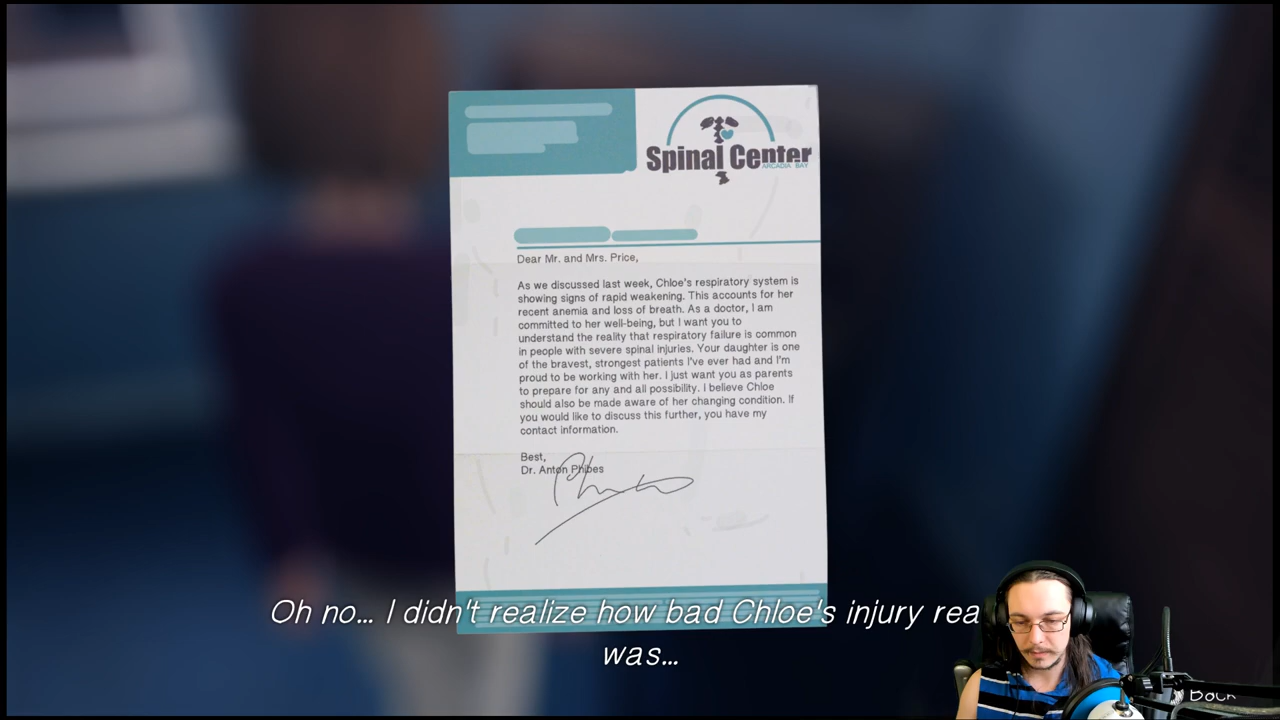 Spinal Center
ARCADIA BAY
Dear Mr. and Mrs. Price,
As we discussed last week, Chloe's respiratory system is
showing signs of rapid weakening. This accounts for her
recent anemia and loss of breath. As a doctor, I am
committed to her well-being, but I want you to
understand the reality that respiratory failure is common
in people with severe spinal injuries. Your daughter is one
of the bravest, strongest patients I've ever had and I'm
proud to be working with her. I just want you as parents
to prepare for any and all possibility. I believe Chloe
should also be made aware of her changing condition. If
you would like to discuss this further, you have my
contact information.
Best,
Dr. Anton Phibes
Oh no... I didn't realize how bad Chloe's injury rea
was...
Back